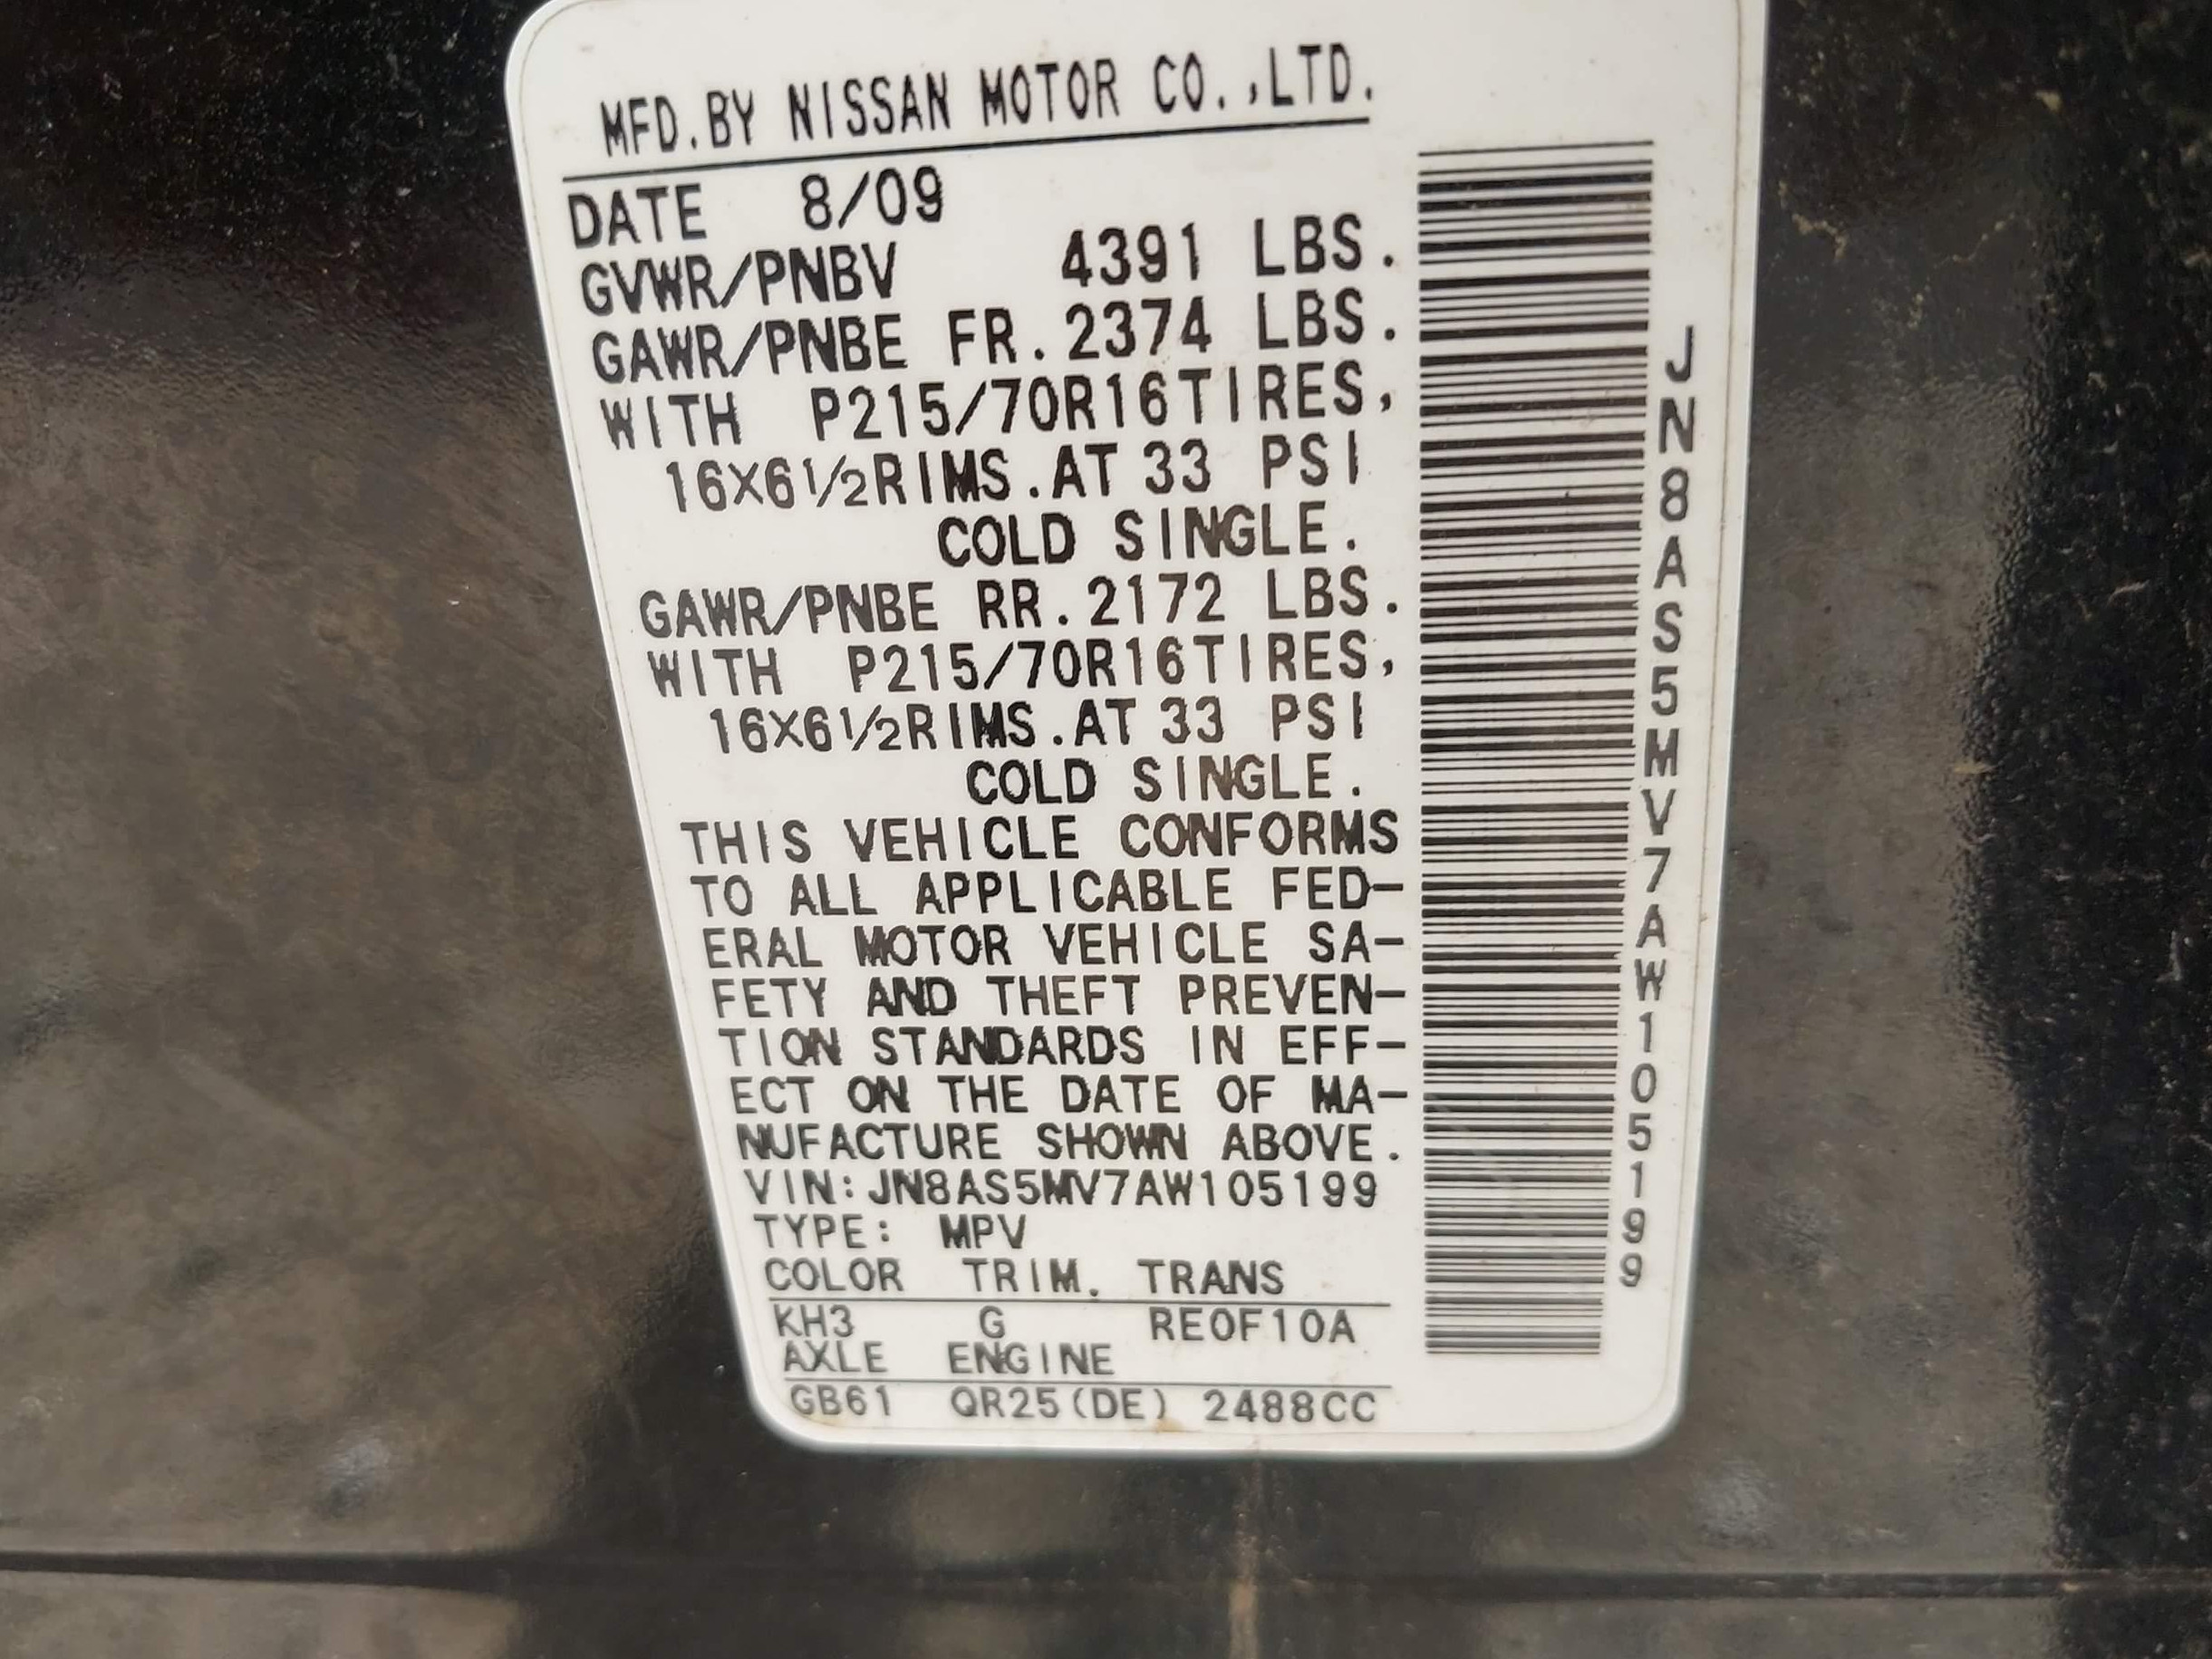 MFD.BY NISSAN MOTOR CO.,LTD.
DATE 8/09
GVWR/PNBV 4391 LBS.
GAWR/PNBE FR.2374 LBS.
WITH P215/70R16TIRES,
16X6 1/2RIMS.AT 33 PSI
COLD SINGLE.
GAWR/PNBE RR.2172 LBS.
WITH P215/70R16TIRES,
16X6 1/2RIMS.AT 33 PSI
COLD SINGLE.
THIS VEHICLE CONFORMS
TO ALL APPLICABLE FED-
ERAL MOTOR VEHICLE SA-
FETY AND THEFT PREVEN-
TION STANDARDS IN EFF-
ECT ON THE DATE OF MA-
NUFACTURE SHOWN ABOVE.
VIN:JN8AS5MV7AW105199
TYPE: MPV
COLOR TRIM. TRANS
KH3 G RE0F10A
AXLE ENGINE
GB61 QR25(DE) 2488CC
JN8AS5MV7AW105199